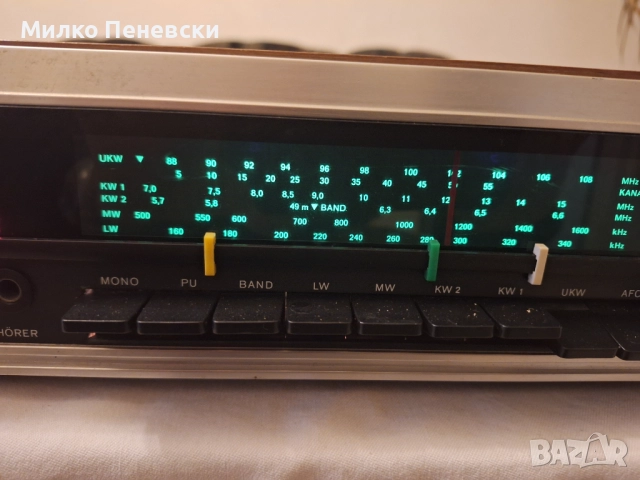 Милко Пеневски
UKW ▼ 88 90 92 94 96 98 100 102 104 106 108 MHz
5 10 15 20 25 30 35 40 45 50 55 KANA
KW 1 7,0 7,5 8,0 8,5 9,0 10 11 12 13 14 15 MHz
KW 2 5,7 5,8 49 m ▼ BAND 6,3 6,4 6,5 6,6 MHz
MW 500 550 600 700 800 1000 1200 1400 1600 kHz
LW 160 180 200 220 240 260 280 300 320 340 kHz
MONO PU BAND LW MW KW 2 KW 1 UKW AFC
HÖRER
BAZAR